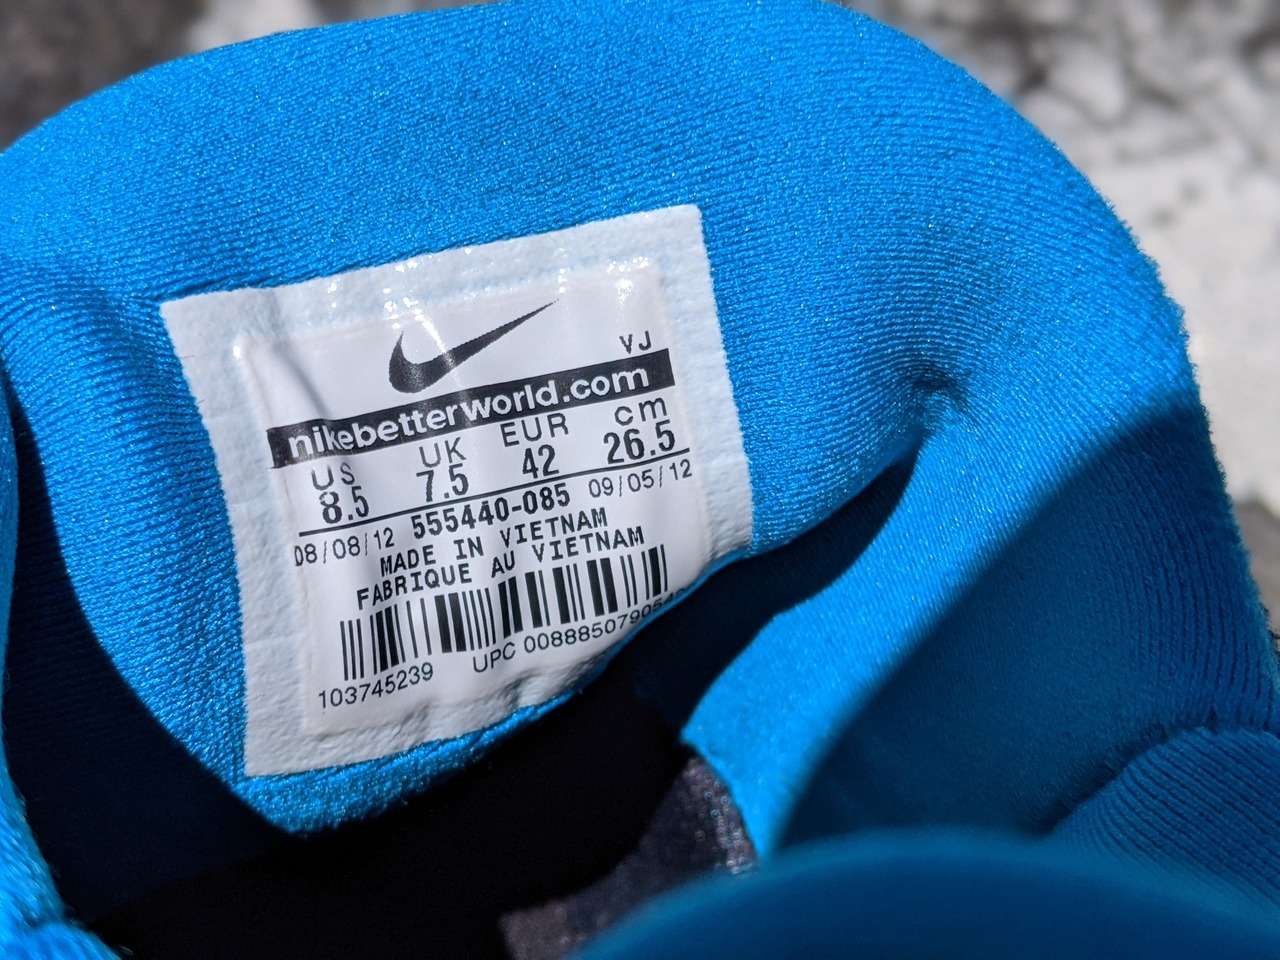 VJ
nikebetterworld.com
US UK EUR cm
8.5 7.5 42 26.5
08/08/12 555440-085 09/05/12
MADE IN VIETNAM
FABRIQUE AU VIETNAM
103745239 UPC